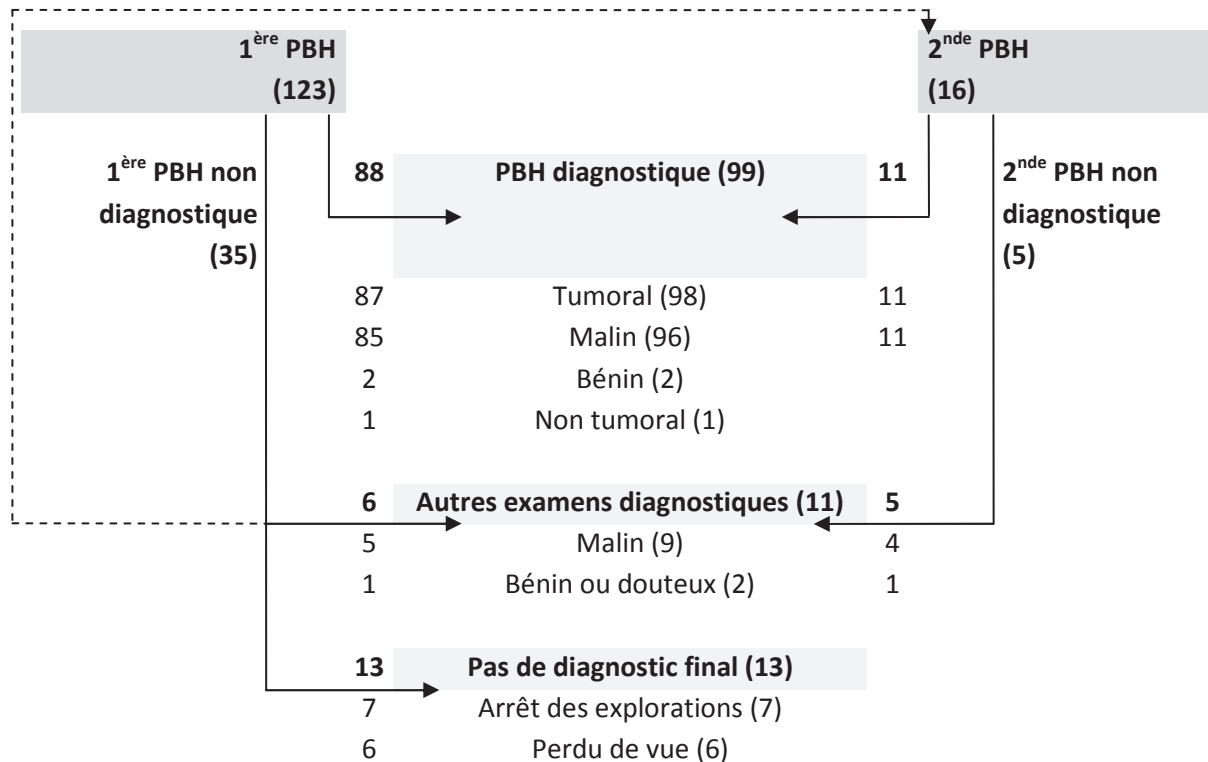 1ère PBH
(123)
2nde PBH
(16)
1ère PBH non
diagnostique
(35)
88 PBH diagnostique (99) 11
2nde PBH non
diagnostique
(5)
87 Tumoral (98) 11
85 Malin (96) 11
2 Bénin (2)
1 Non tumoral (1)
6 Autres examens diagnostiques (11) 5
5 Malin (9) 4
1 Bénin ou douteux (2) 1
13 Pas de diagnostic final (13)
7 Arrêt des explorations (7)
6 Perdu de vue (6)